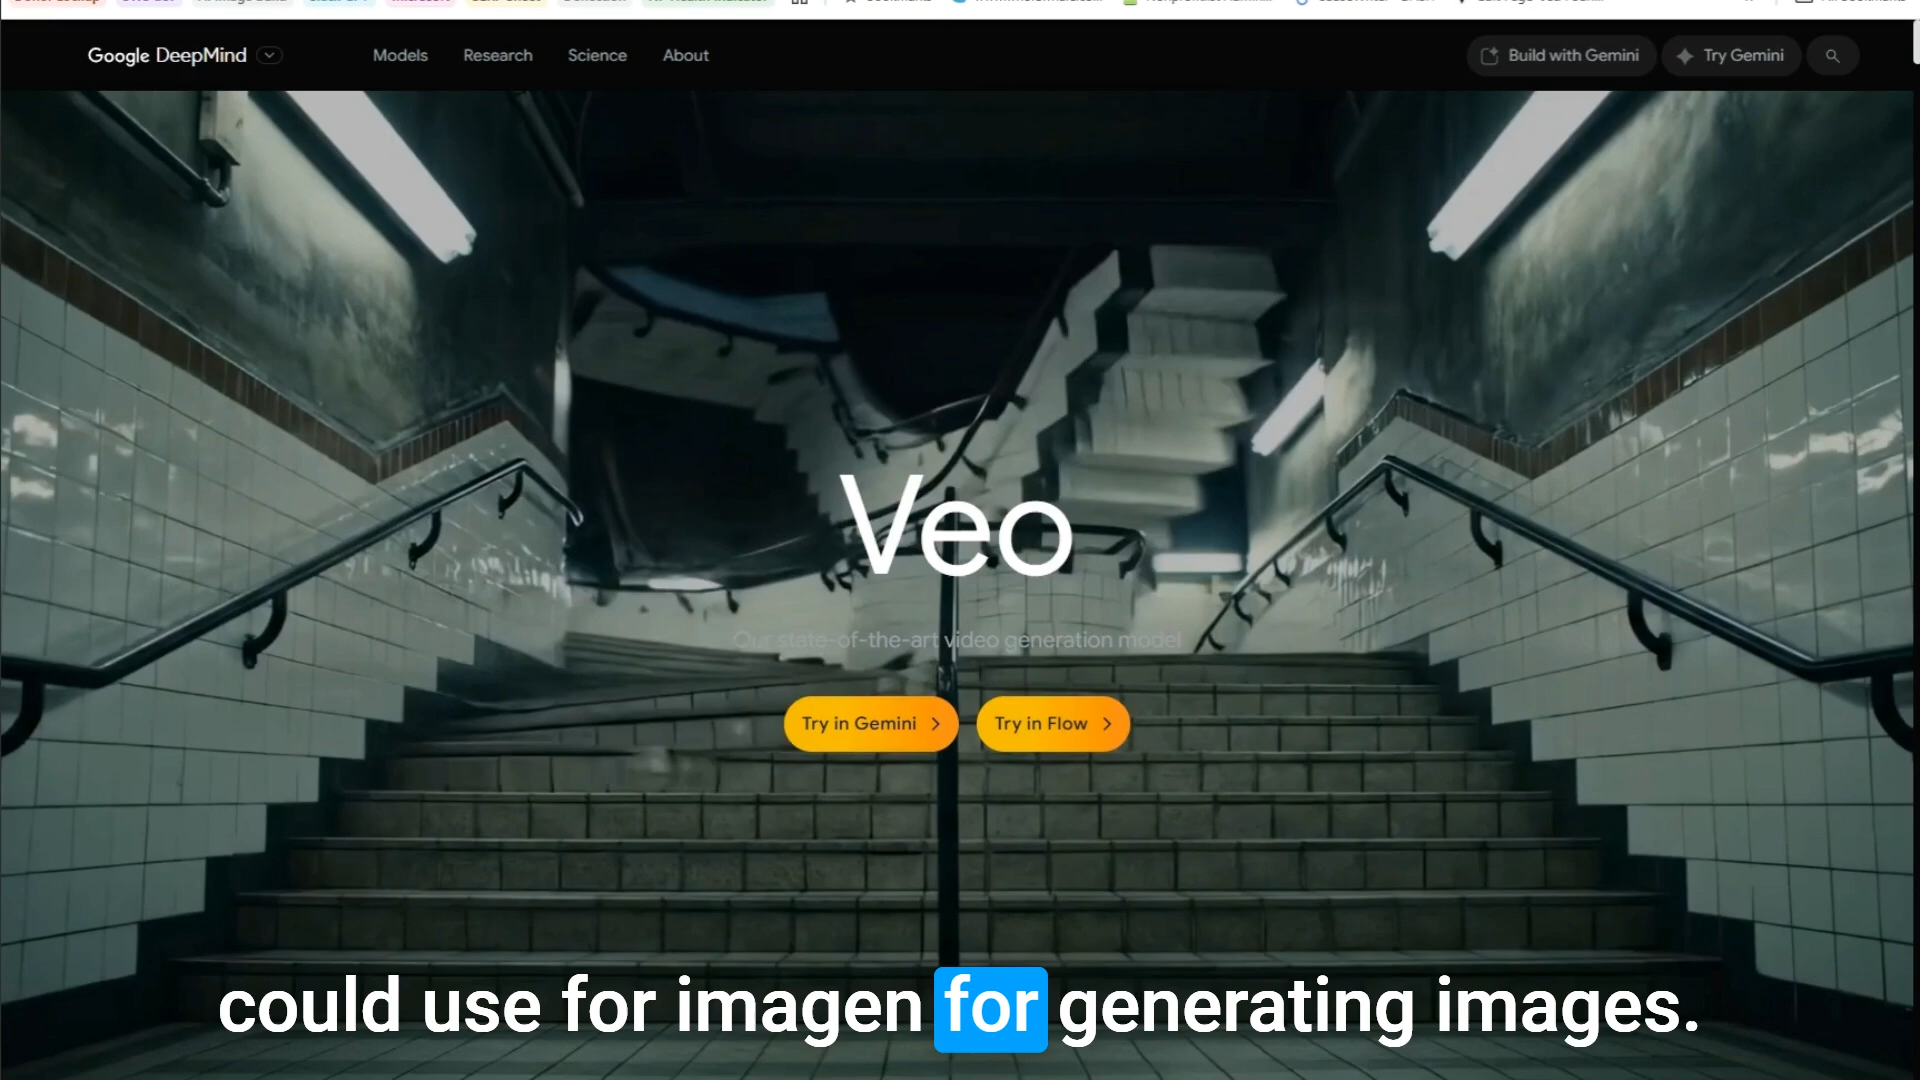 Google DeepMind
Models
Research
Science
About
Build with Gemini
Try Gemini
Veo
Our state-of-the-art video generation model
Try in Gemini
Try in Flow
could use for imagen for generating images.